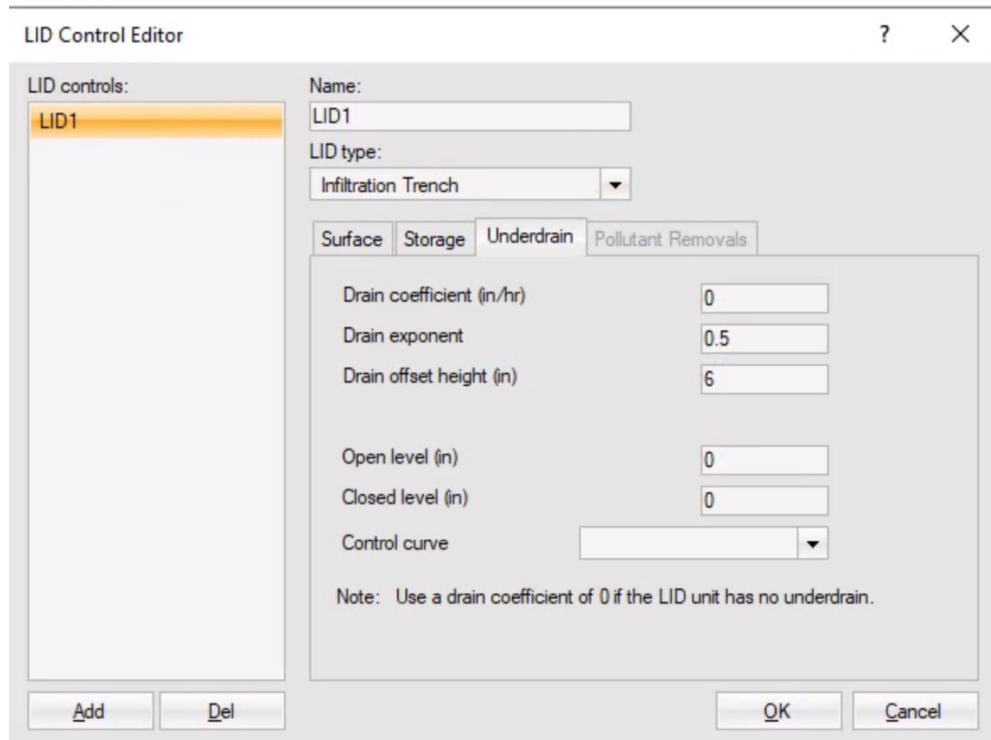 LID Control Editor ? ×
LID controls:
LID1
Name:
LID1
LID type:
Infiltration Trench
Surface Storage Underdrain Pollutant Removals
Drain coefficient (in/hr) 0
Drain exponent 0.5
Drain offset height (in) 6
Open level (in) 0
Closed level (in) 0
Control curve
Note: Use a drain coefficient of 0 if the LID unit has no underdrain.
Add Del OK Cancel